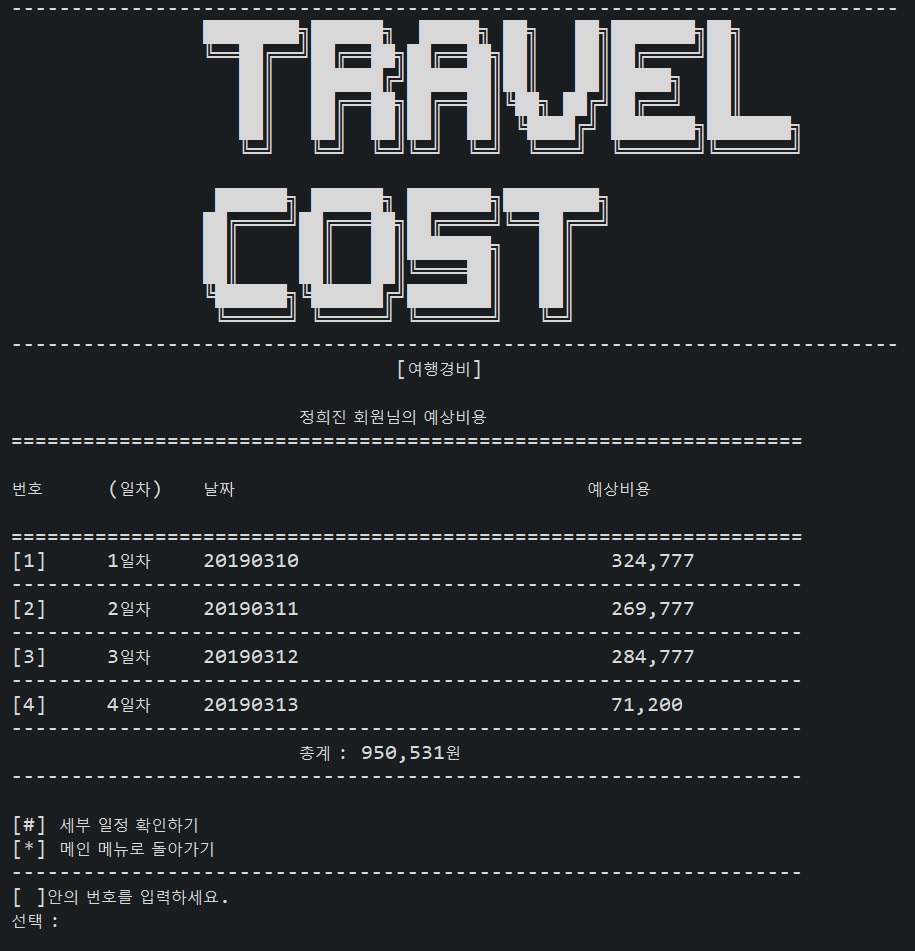 TRAVEL
COST
[여행경비]
정희진 회원님의 예상비용
번호 (일차) 날짜 예상비용
[1] 1일차 20190310 324,777
[2] 2일차 20190311 269,777
[3] 3일차 20190312 284,777
[4] 4일차 20190313 71,200
총계 : 950,531원
[#] 세부 일정 확인하기
[*] 메인 메뉴로 돌아가기
[ ]안의 번호를 입력하세요.
선택 :